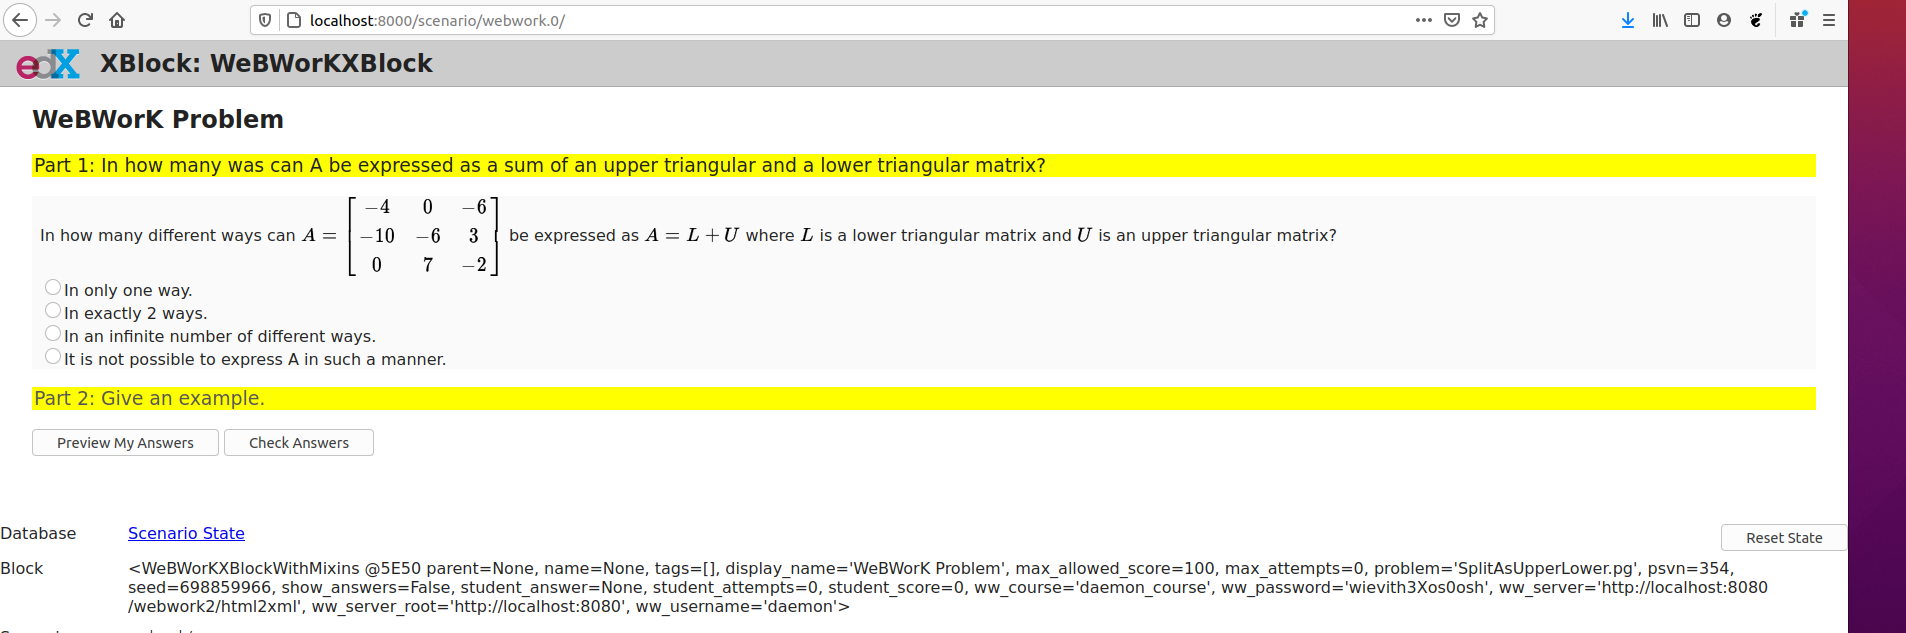 localhost:8000/scenario/webwork.0/
edX XBlock: WeBWorKXBlock
WeBWorK Problem
Part 1: In how many was can A be expressed as a sum of an upper triangular and a lower triangular matrix?
−4 0 −6
In how many different ways can A = −10 −6 3 be expressed as A = L + U where L is a lower triangular matrix and U is an upper triangular matrix?
0 7 −2
In only one way.
In exactly 2 ways.
In an infinite number of different ways.
It is not possible to express A in such a manner.
Part 2: Give an example.
Preview My Answers Check Answers
Database Scenario State Reset State
Block <WeBWorKXBlockWithMixins @5E50 parent=None, name=None, tags=[], display_name='WeBWorK Problem', max_allowed_score=100, max_attempts=0, problem='SplitAsUpperLower.pg', psvn=354,
seed=698859966, show_answers=False, student_answer=None, student_attempts=0, student_score=0, ww_course='daemon_course', ww_password='wievith3Xos0osh', ww_server='http://localhost:8080
/webwork2/html2xml', ww_server_root='http://localhost:8080', ww_username='daemon'>